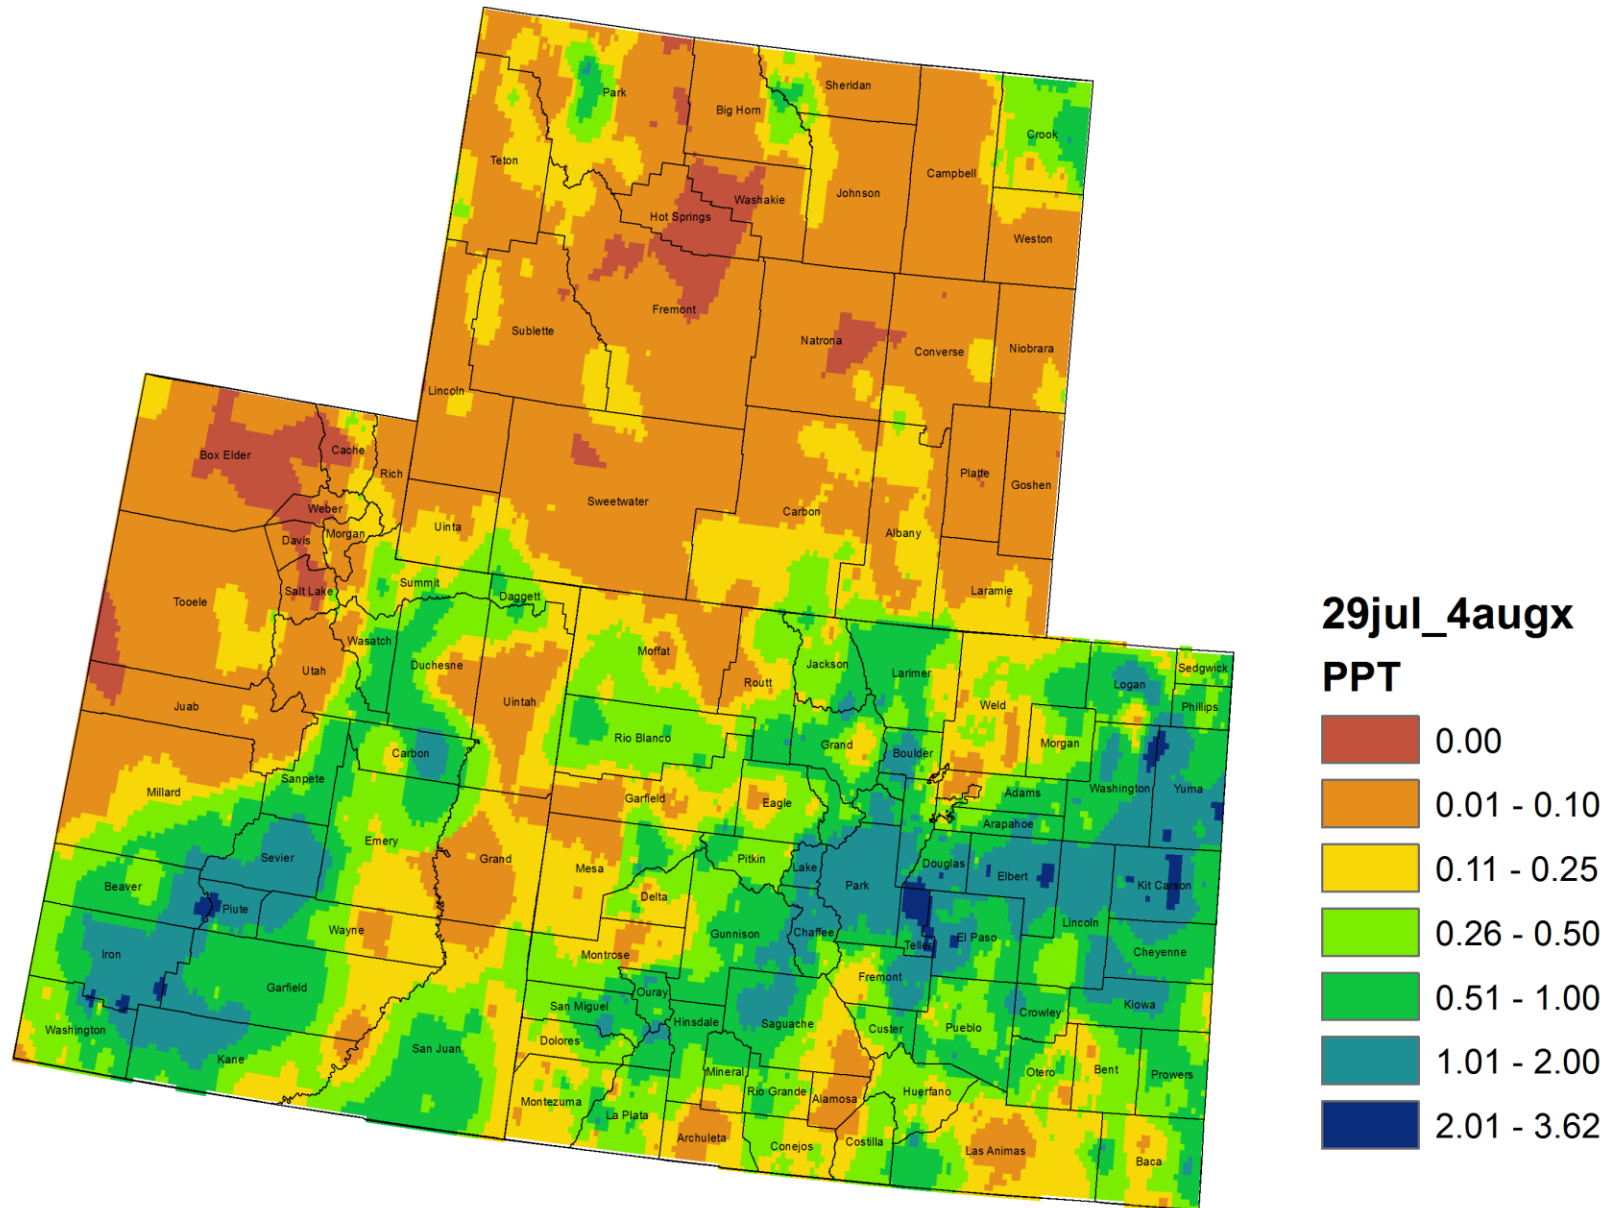 Park
Big Horn
Sheridan
Crook
Teton
Campbell
Johnson
Washakie
Hot Springs
Weston
Fremont
Sublette
Natrona
Converse
Niobrara
Lincoln
Box Elder
Cache
Rich
Platte
Goshen
Sweetwater
Carbon
Albany
Weber
Uinta
Davis
Morgan
Summit
Salt Lake
Daggett
Laramie
Tooele
Wasatch
Duchesne
Utah
Uintah
Moffat
Routt
Jackson
Larimer
Logan
Sedgwick
Phillips
Weld
Juab
Rio Blanco
Grand
Boulder
Morgan
Carbon
Sanpete
Millard
Garfield
Eagle
Adams
Washington
Yuma
Arapahoe
Emery
Sevier
Grand
Mesa
Pitkin
Lake
Park
Douglas
Elbert
Kit Carson
Beaver
Piute
Delta
Wayne
Gunnison
Chaffee
Teller
El Paso
Lincoln
Cheyenne
Iron
Montrose
Garfield
Fremont
Ouray
San Miguel
Hinsdale
Saguache
Custer
Pueblo
Crowley
Kiowa
Washington
Kane
San Juan
Dolores
Mineral
Rio Grande
Alamosa
Huerfano
Otero
Bent
Prowers
Montezuma
La Plata
Archuleta
Conejos
Costilla
Las Animas
Baca
29jul_4augx
PPT
0.00
0.01 - 0.10
0.11 - 0.25
0.26 - 0.50
0.51 - 1.00
1.01 - 2.00
2.01 - 3.62